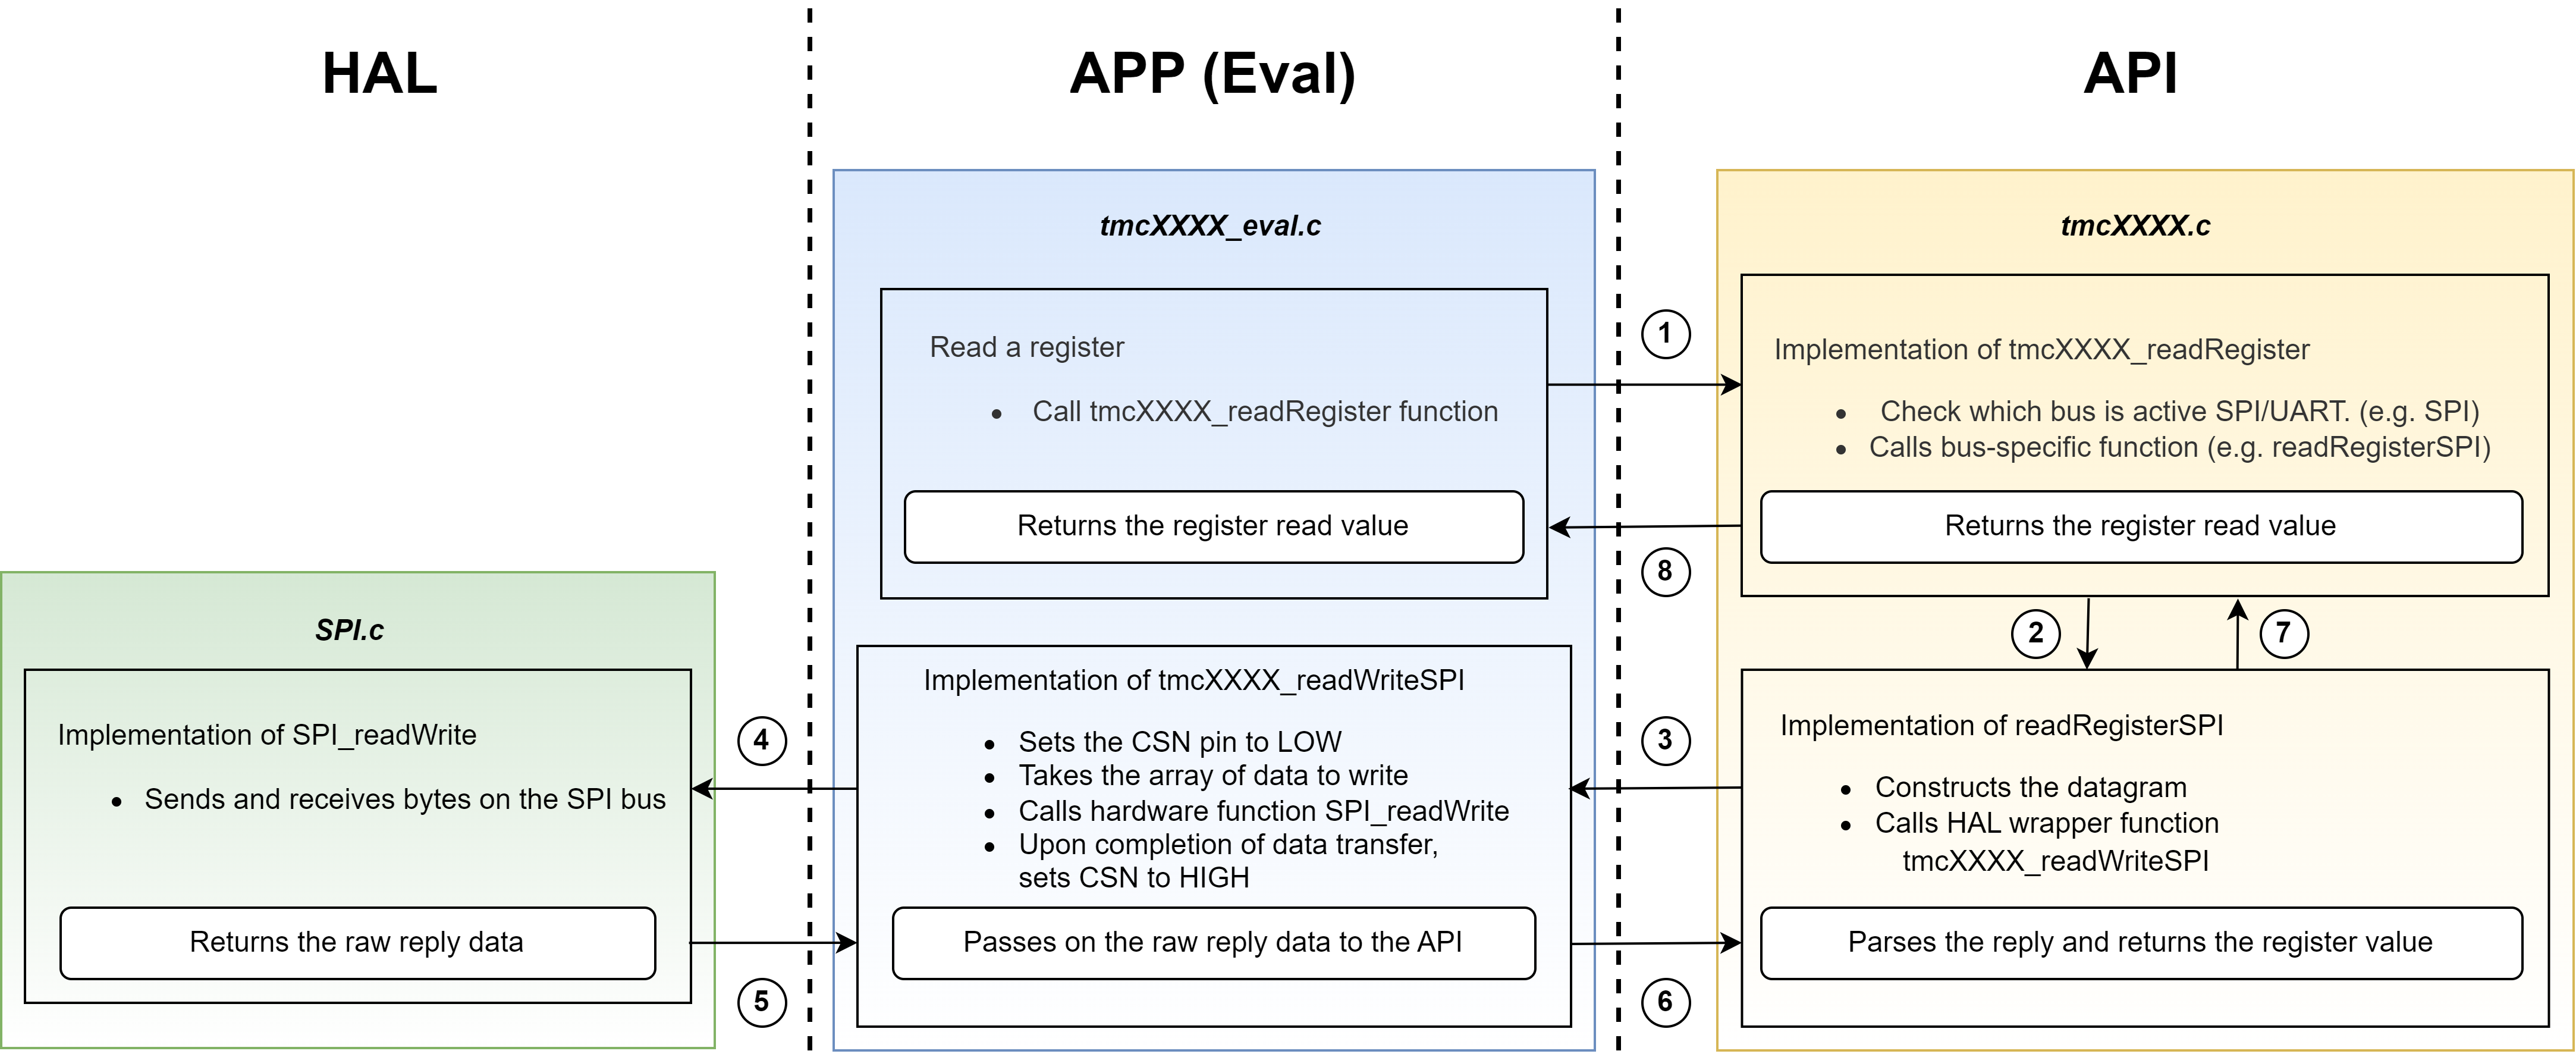 HAL
APP (Eval)
API
tmcXXXX_eval.c
tmcXXXX.c
Read a register
• Call tmcXXXX_readRegister function
Returns the register read value
1
8
Implementation of tmcXXXX_readRegister
• Check which bus is active SPI/UART. (e.g. SPI)
• Calls bus-specific function (e.g. readRegisterSPI)
Returns the register read value
2
7
SPI.c
Implementation of SPI_readWrite
• Sends and receives bytes on the SPI bus
Returns the raw reply data
4
5
Implementation of tmcXXXX_readWriteSPI
• Sets the CSN pin to LOW
• Takes the array of data to write
• Calls hardware function SPI_readWrite
• Upon completion of data transfer,
sets CSN to HIGH
Passes on the raw reply data to the API
3
6
Implementation of readRegisterSPI
• Constructs the datagram
• Calls HAL wrapper function
tmcXXXX_readWriteSPI
Parses the reply and returns the register value